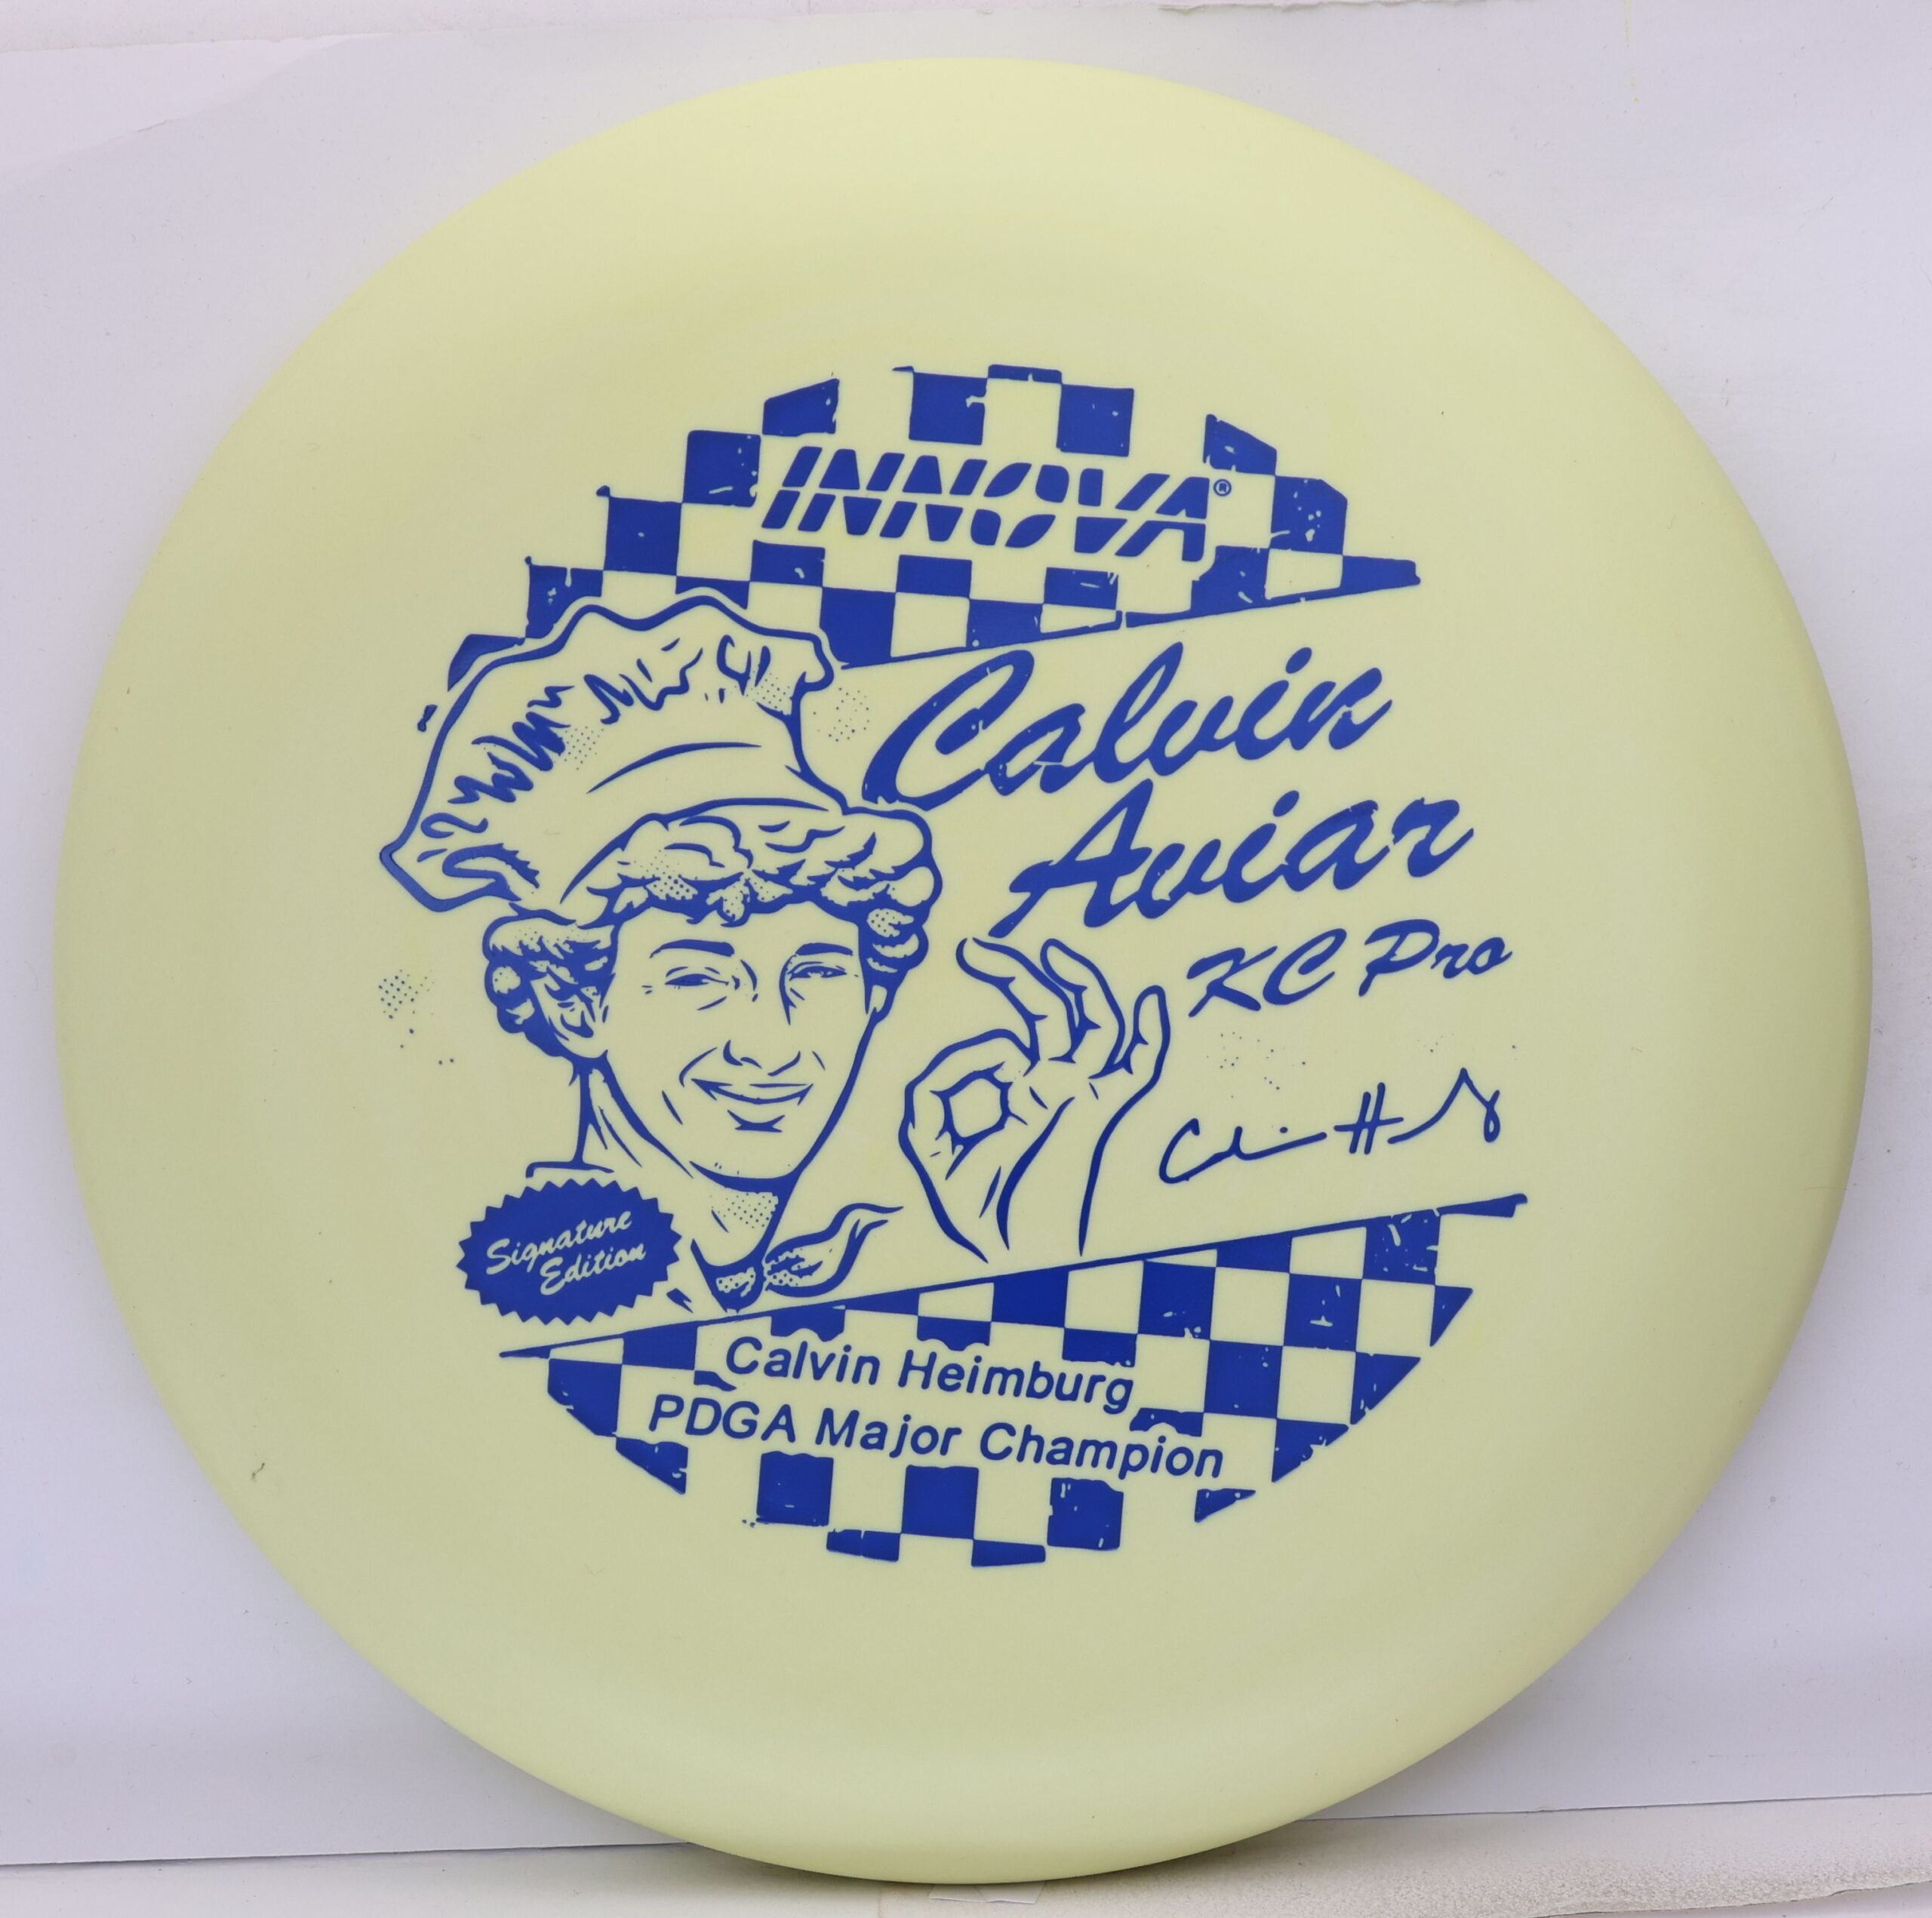 INNOVA®
Calvin
Aviar
KC Pro
Signature
Edition
Calvin Heimburg
PDGA Major Champion